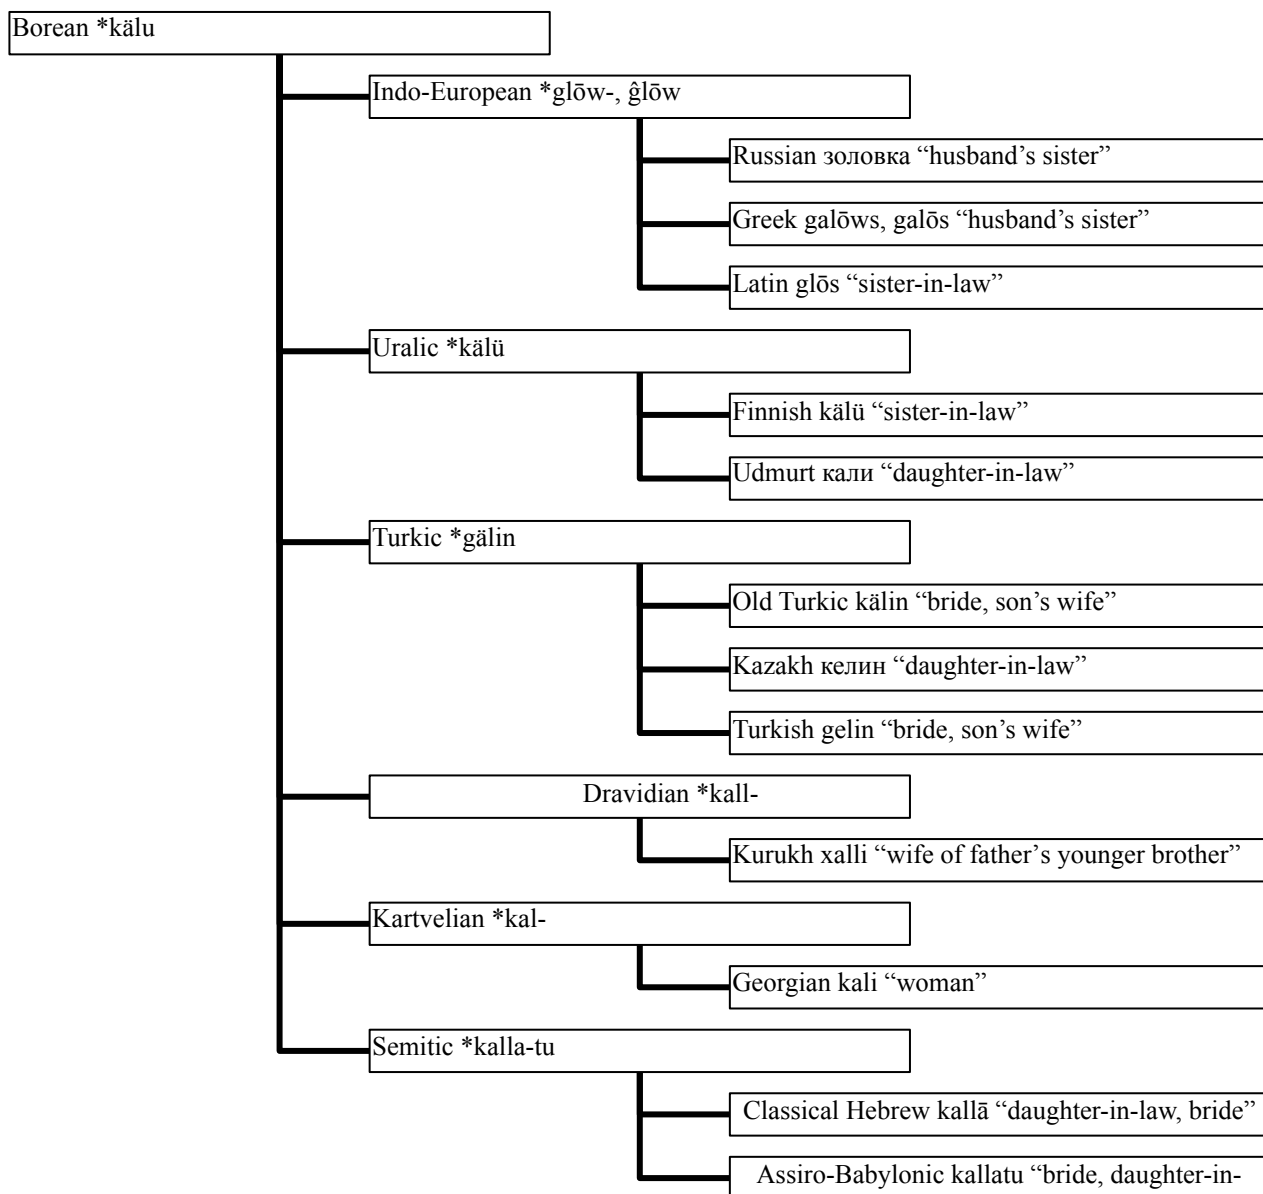 Borean *kälu
Indo-European *glōw-, ĝlōw
Russian золовка “husband’s sister”
Greek galōws, galōs “husband’s sister”
Latin glōs “sister-in-law”
Uralic *kälü
Finnish kälü “sister-in-law”
Udmurt кали “daughter-in-law”
Turkic *gälin
Old Turkic kälin “bride, son’s wife”
Kazakh келин “daughter-in-law”
Turkish gelin “bride, son’s wife”
Dravidian *kall-
Kurukh xalli “wife of father’s younger brother”
Kartvelian *kal-
Georgian kali “woman”
Semitic *kalla-tu
Classical Hebrew kallā “daughter-in-law, bride”
Assiro-Babylonic kallatu “bride, daughter-in-